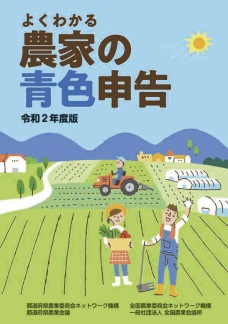 よくわかる
農家の
青色申告
令和2年度版
都道府県農業委員会ネットワーク機構
都道府県農業会議
全国農業委員会ネットワーク機構
一般社団法人 全国農業会議所